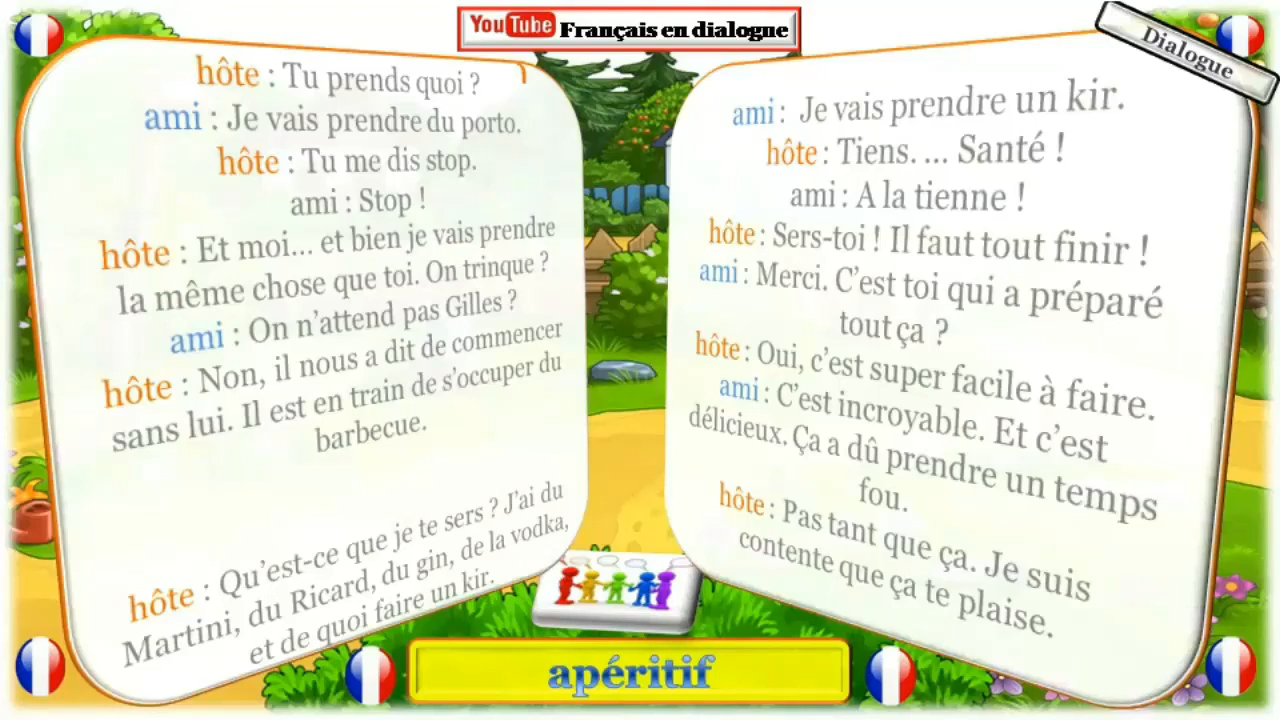 YouTube Français en dialogue
Dialogue
hôte : Tu prends quoi ?
ami : Je vais prendre du porto.
hôte : Tu me dis stop.
ami : Stop !
hôte : Et moi... et bien je vais prendre
la même chose que toi. On trinque ?
ami : On n'attend pas Gilles ?
hôte : Non, il nous a dit de commencer
sans lui. Il est en train de s'occuper du
barbecue.
hôte : Qu'est-ce que je te sers ? J'ai du
Martini, du Ricard, du gin, de la vodka,
et de quoi faire un kir.
ami : Je vais prendre un kir.
hôte : Tiens. ... Santé !
ami : A la tienne !
hôte : Sers-toi ! Il faut tout finir !
ami : Merci. C'est toi qui a préparé
tout ça ?
hôte : Oui, c'est super facile à faire.
ami : C'est incroyable. Et c'est
délicieux. Ça a dû prendre un temps
fou.
hôte : Pas tant que ça. Je suis
contente que ça te plaise.
apéritif